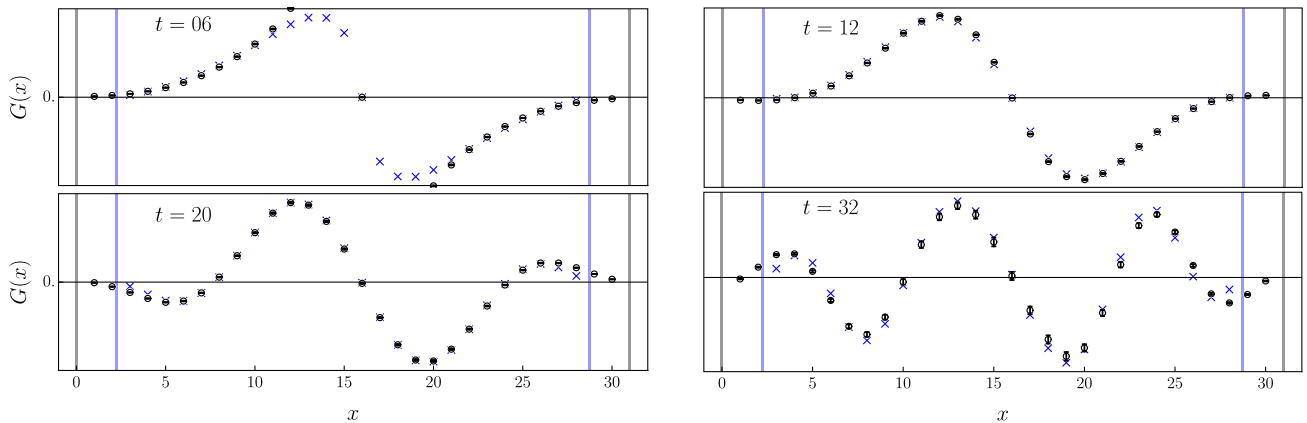 t = 06
G(x)
0.
t = 12
t = 20
G(x)
0.
0 5 10 15 20 25 30
x
t = 32
0 5 10 15 20 25 30
x